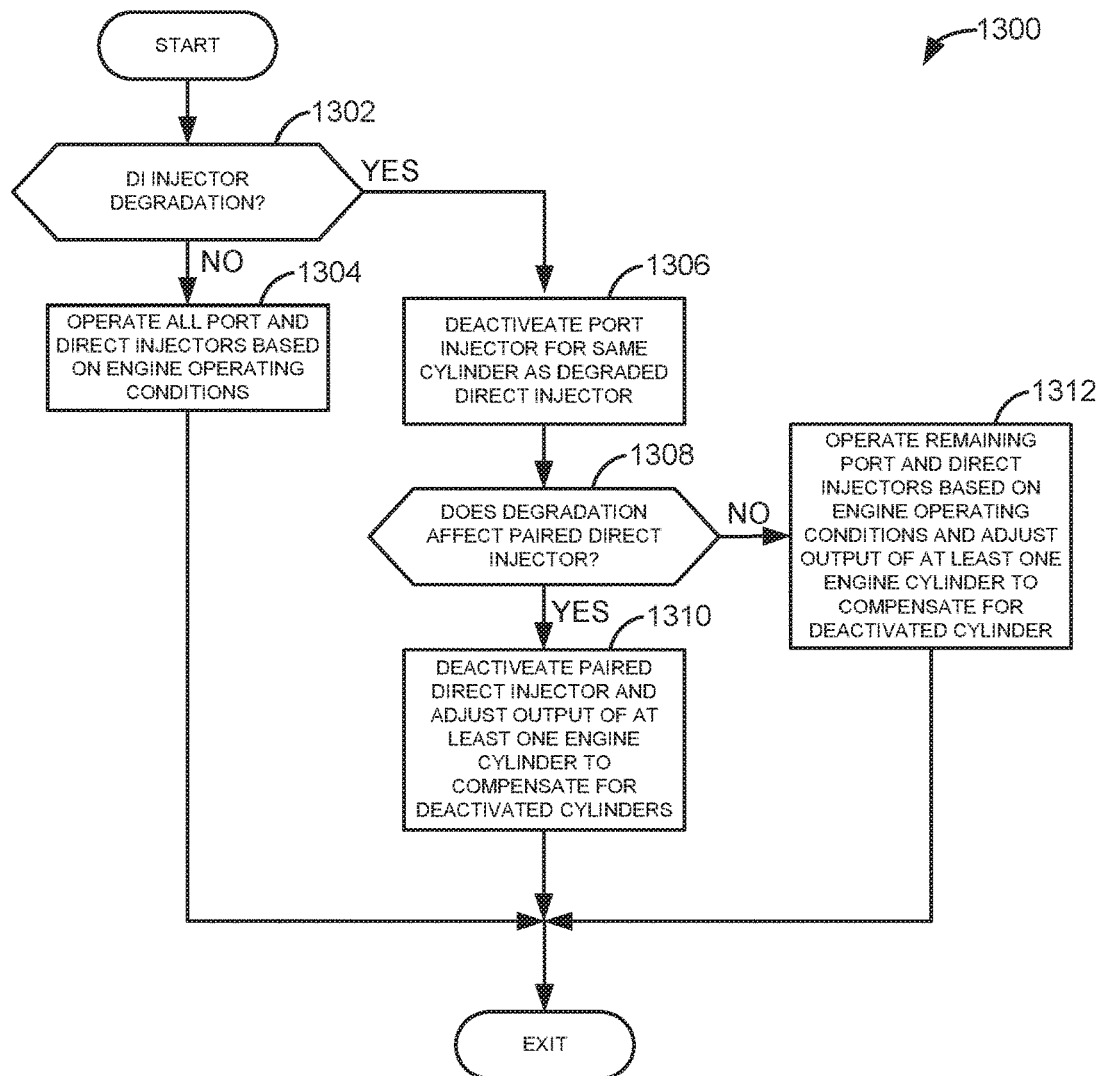 START
1300
1302
DI INJECTOR
DEGRADATION?
YES
NO
1304
OPERATE ALL PORT AND
DIRECT INJECTORS BASED
ON ENGINE OPERATING
CONDITIONS
1306
DEACTIVEATE PORT
INJECTOR FOR SAME
CYLINDER AS DEGRADED
DIRECT INJECTOR
1308
DOES DEGRADATION
AFFECT PAIRED DIRECT
INJECTOR?
NO
1312
OPERATE REMAINING
PORT AND DIRECT
INJECTORS BASED ON
ENGINE OPERATING
CONDITIONS AND ADJUST
OUTPUT OF AT LEAST ONE
ENGINE CYLINDER TO
COMPENSATE FOR
DEACTIVATED CYLINDER
YES
1310
DEACTIVEATE PAIRED
DIRECT INJECTOR AND
ADJUST OUTPUT OF AT
LEAST ONE ENGINE
CYLINDER TO
COMPENSATE FOR
DEACTIVATED CYLINDERS
EXIT